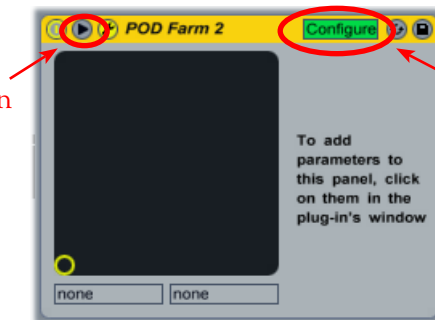 POD Farm 2
Configure
n
To add
parameters to
this panel, click
on them in the
plug-in's window
none
none